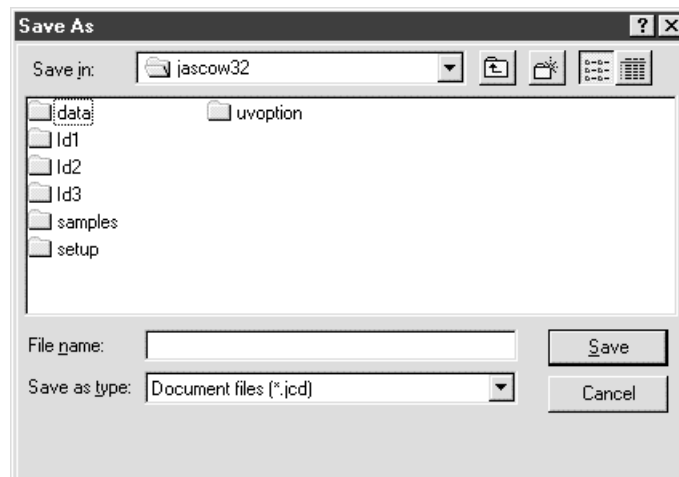 Save As
Save in: jascow32
data uvoption
ld1
ld2
ld3
samples
setup
File name: Save
Save as type: Document files (*.jcd) Cancel